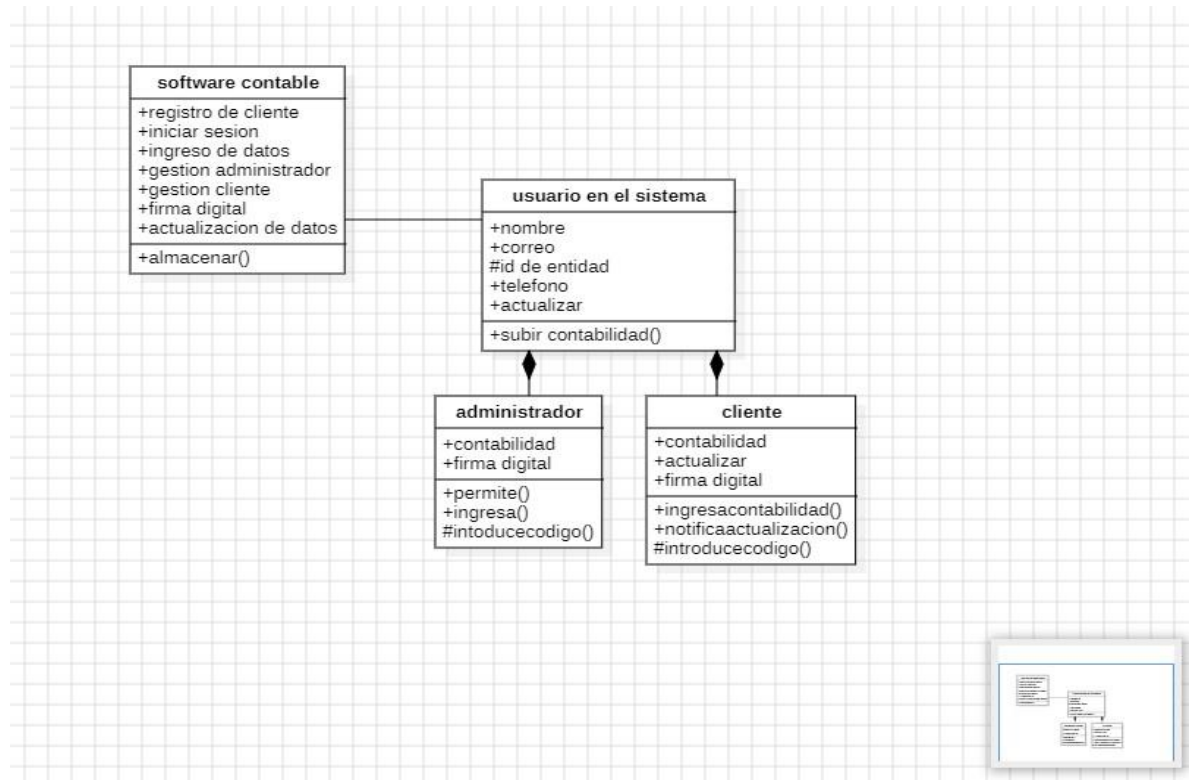 software contable
+registro de cliente
+iniciar sesion
+ingreso de datos
+gestion administrador
+gestion cliente
+firma digital
+actualizacion de datos
+almacenar()
usuario en el sistema
+nombre
+correo
#id de entidad
+telefono
+actualizar
+subir contabilidad()
administrador
+contabilidad
+firma digital
+permite()
+ingresa()
#intoducecodigo()
cliente
+contabilidad
+actualizar
+firma digital
+ingresacontabilidad()
+notificaactualizacion()
#introducecodigo()